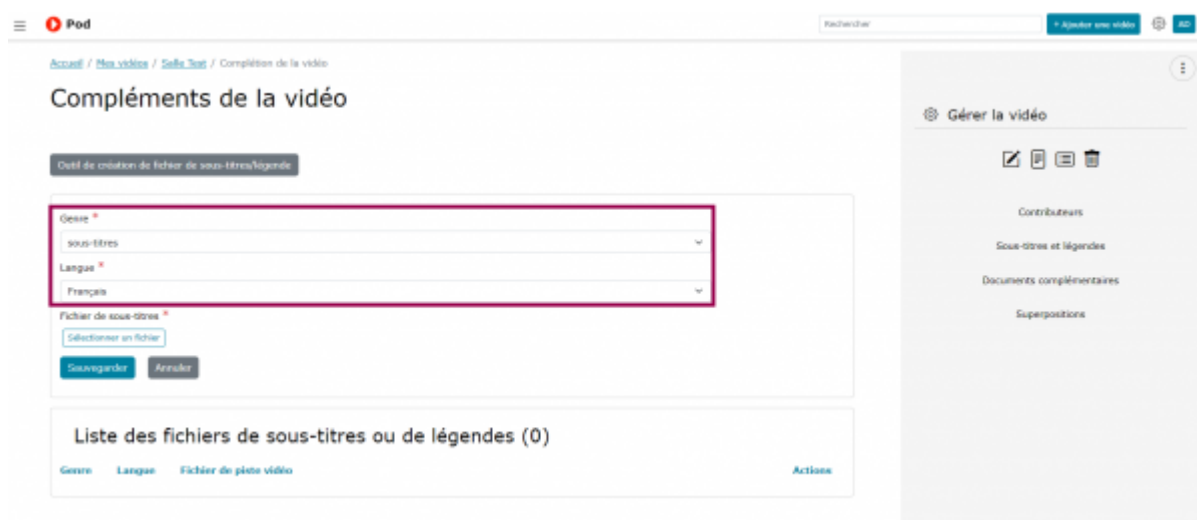 Pod
Rechercher
+ Ajouter une vidéo
AD
Accueil / Mes vidéos / Salle Test / Complétion de la vidéo
Compléments de la vidéo
Outil de création de fichier de sous-titres/légende
Genre *
sous-titres
Langue *
Français
Fichier de sous-titres *
Sélectionner un fichier
Sauvegarder
Annuler
Liste des fichiers de sous-titres ou de légendes (0)
Genre Langue Fichier de piste vidéo Actions
Gérer la vidéo
Contributeurs
Sous-titres et légendes
Documents complémentaires
Superpositions